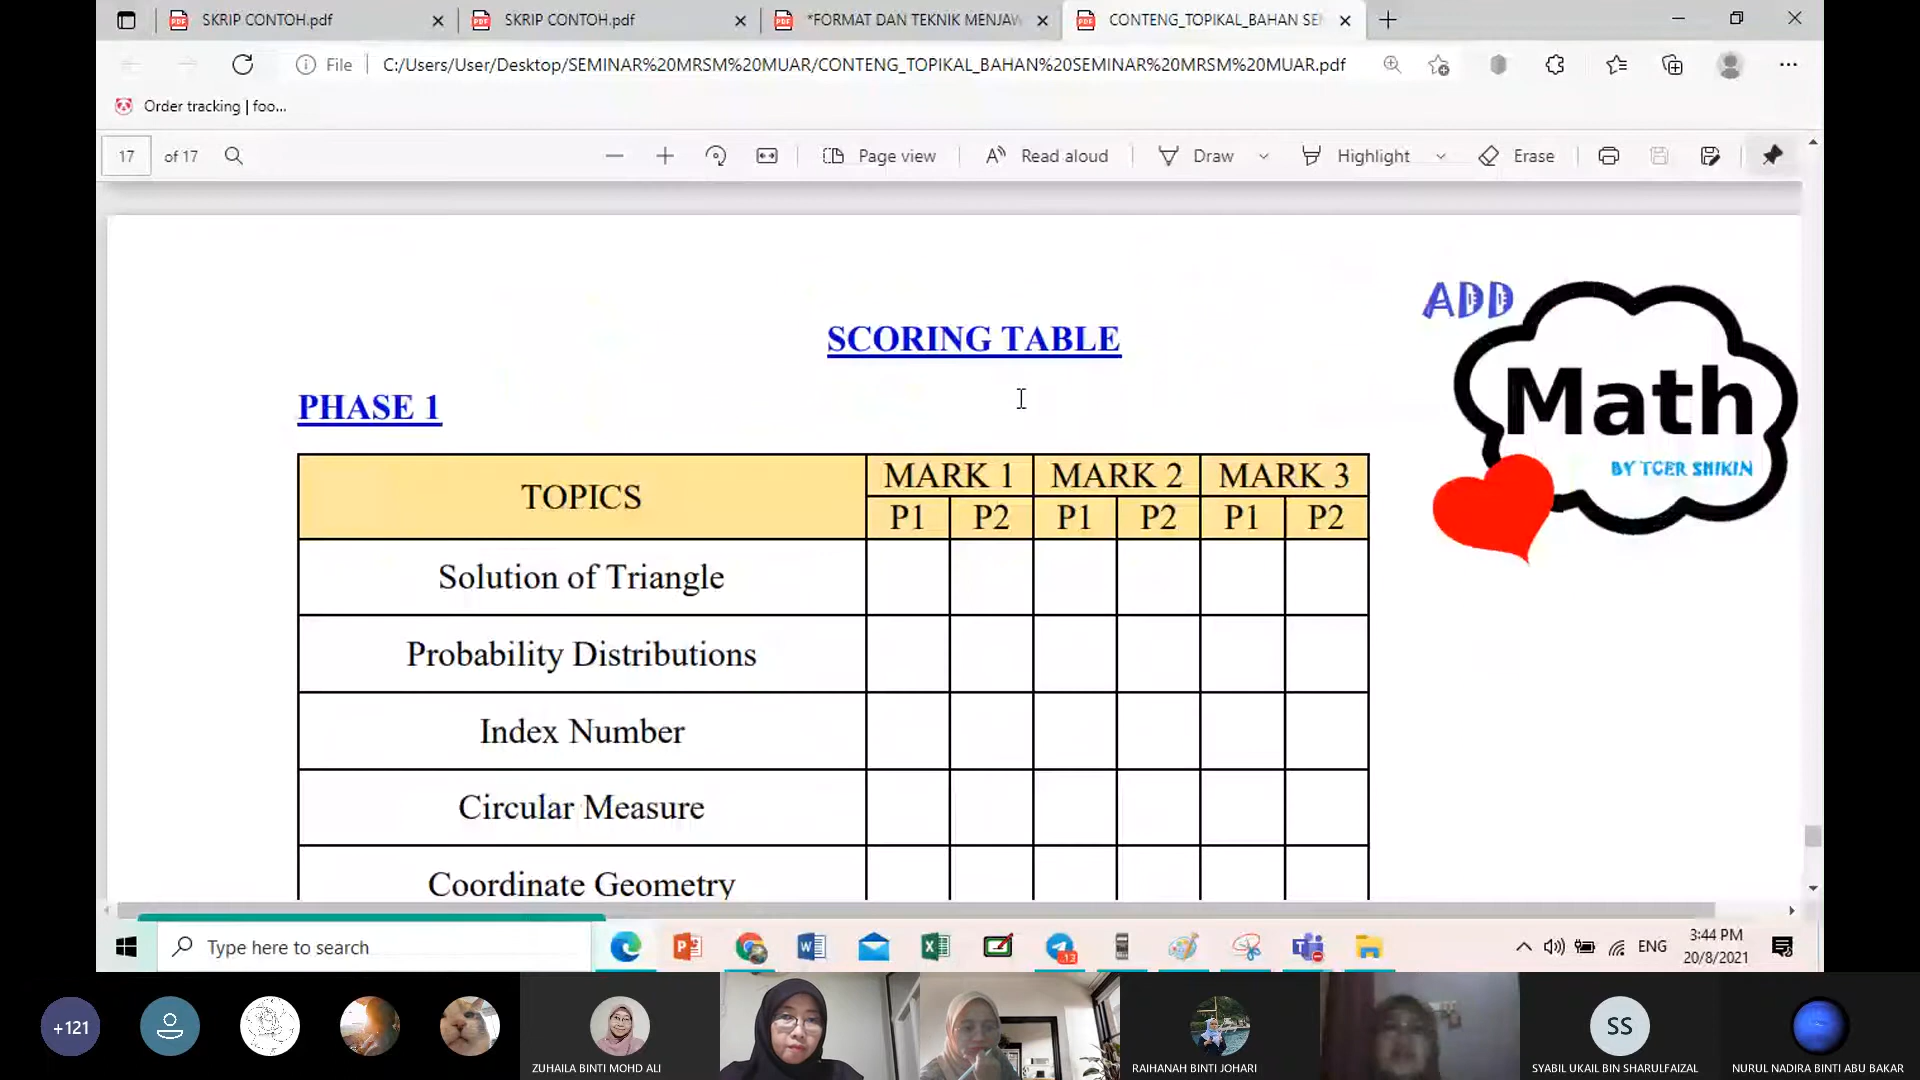 SKRIP CONTOH.pdf
SKRIP CONTOH.pdf
*FORMAT DAN TEKNIK MENJAW
CONTENG_TOPIKAL_BAHAN SE
File
C:/Users/User/Desktop/SEMINAR%20MRSM%20MUAR/CONTENG_TOPIKAL_BAHAN%20SEMINAR%20MRSM%20MUAR.pdf
Order tracking | foo...
17 of 17
Page view
Read aloud
Draw
Highlight
Erase
SCORING TABLE
ADD
Math
BY TCER SHIKIN
PHASE 1
TOPICS MARK 1 MARK 2 MARK 3
P1 P2 P1 P2 P1 P2
Solution of Triangle
Probability Distributions
Index Number
Circular Measure
Coordinate Geometry
Type here to search
13
ENG
3:44 PM
20/8/2021
+121
SS
ZUHAILA BINTI MOHD ALI
RAIHANAH BINTI JOHARI
SYABIL UKAIL BIN SHARULFAIZAL
NURUL NADIRA BINTI ABU BAKAR